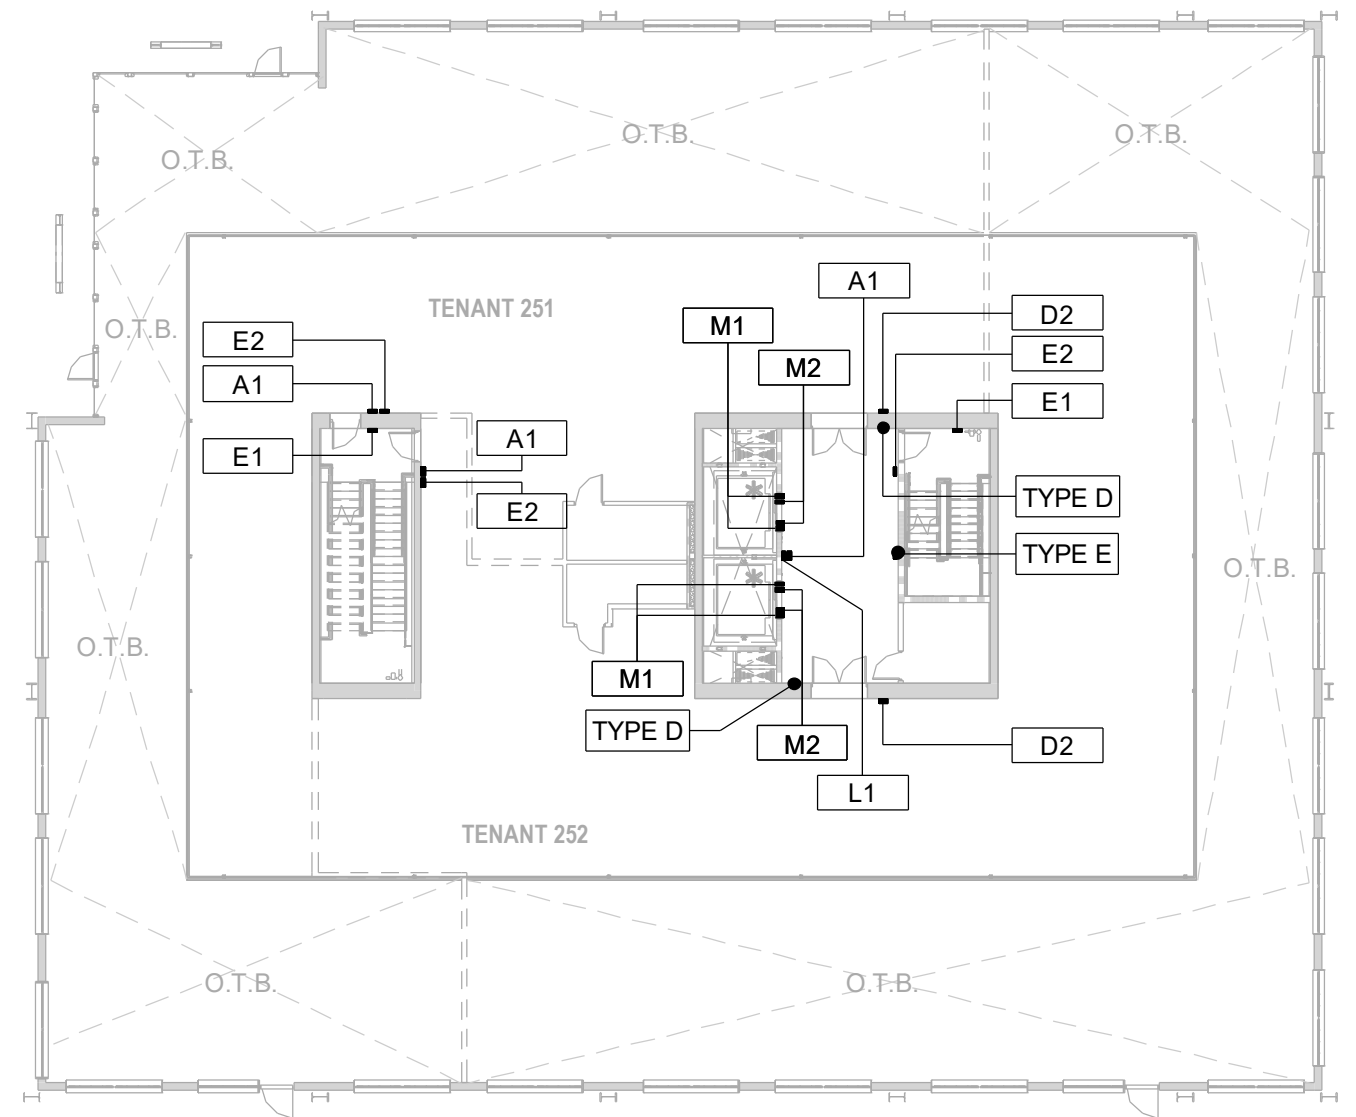 O.T.B.
O.T.B.
O.T.B.
A1
TENANT 251
D2
M1
O.T.B.
E2
E2
M2
A1
E1
A1
E1
E2
TYPE D
TYPE E
O.T.B.
O.T.B.
M1
TYPE D
M2
D2
L1
TENANT 252
O.T.B.
O.T.B.